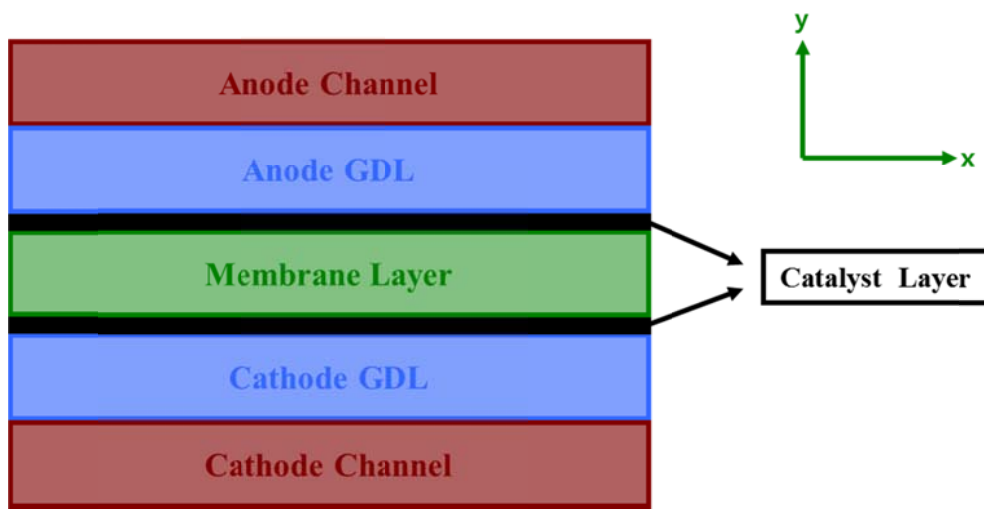 y
Anode Channel
x
Anode GDL
Membrane Layer
Catalyst Layer
Cathode GDL
Cathode Channel